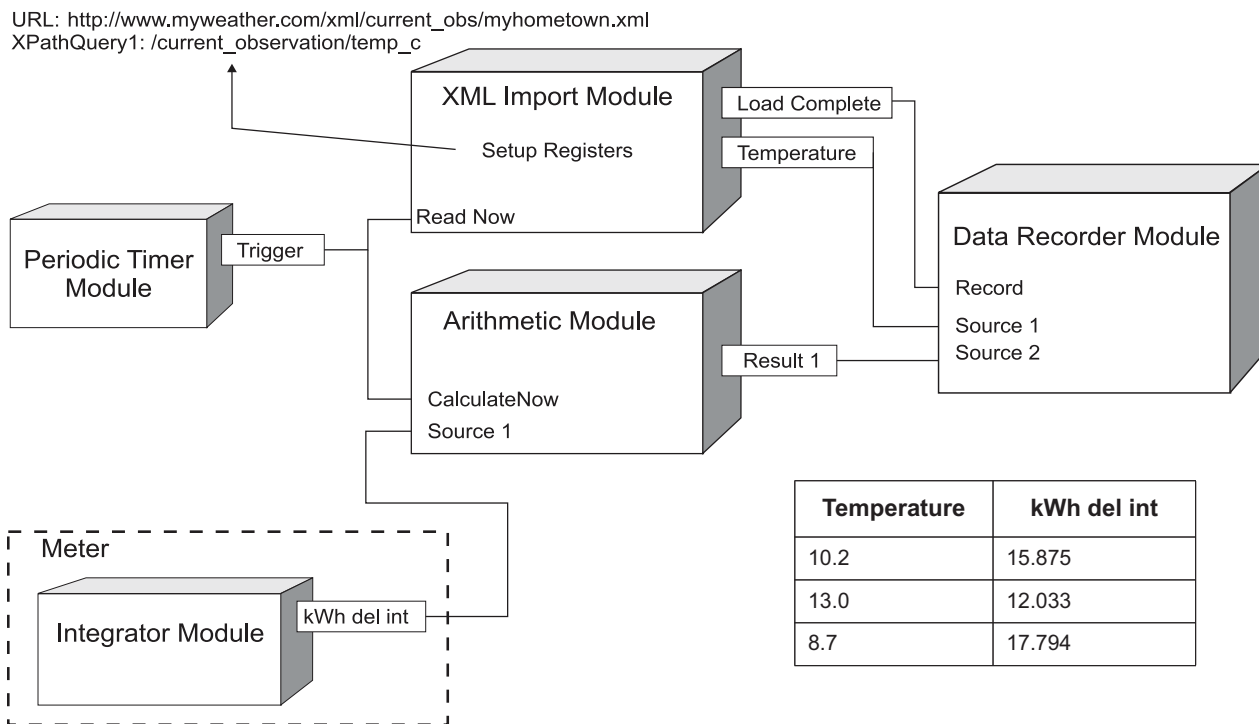 URL: http://www.myweather.com/xml/current_obs/myhometown.xml
XPathQuery1: /current_observation/temp_c
XML Import Module
Setup Registers
Read Now
Load Complete
Temperature
Periodic Timer
Module
Trigger
Arithmetic Module
CalculateNow
Source 1
Result 1
Data Recorder Module
Record
Source 1
Source 2
Meter
Integrator Module
kWh del int
Temperature kWh del int
10.2 15.875
13.0 12.033
8.7 17.794